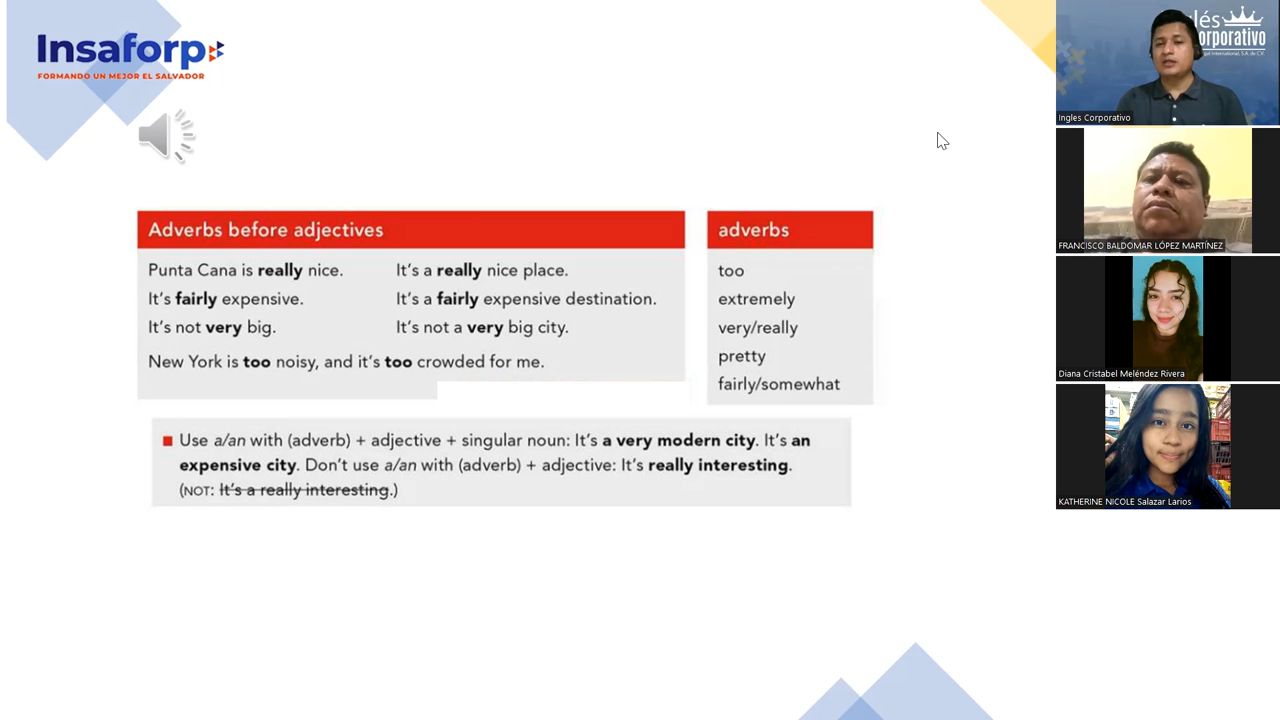 Insaforp
FORMANDO UN MEJOR EL SALVADOR
Adverbs before adjectives
Punta Cana is really nice. It's a really nice place.
It's fairly expensive. It's a fairly expensive destination.
It's not very big. It's not a very big city.
New York is too noisy, and it's too crowded for me.
adverbs
too
extremely
very/really
pretty
fairly/somewhat
■ Use a/an with (adverb) + adjective + singular noun: It's a very modern city. It's an
expensive city. Don't use a/an with (adverb) + adjective: It's really interesting.
(NOT: It's a really interesting.)
Ingles Corporativo
FRANCISCO BALDOMAR LÓPEZ MARTÍNEZ
Diana Cristabel Meléndez Rivera
KATHERINE NICOLE Salazar Larios